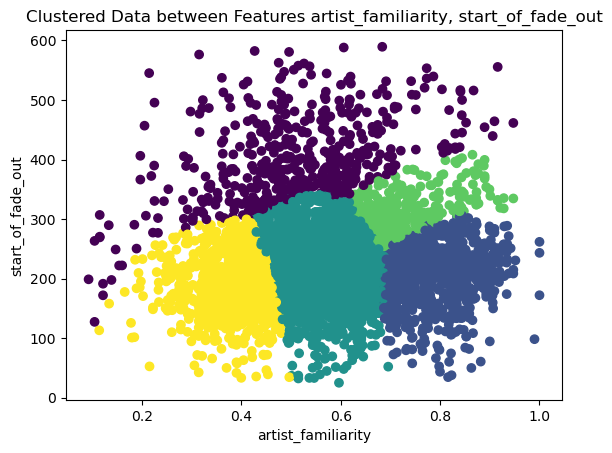 Clustered Data between Features artist_familiarity, start_of_fade_out
600
500
400
300
200
100
0
start_of_fade_out
0.2 0.4 0.6 0.8 1.0
artist_familiarity